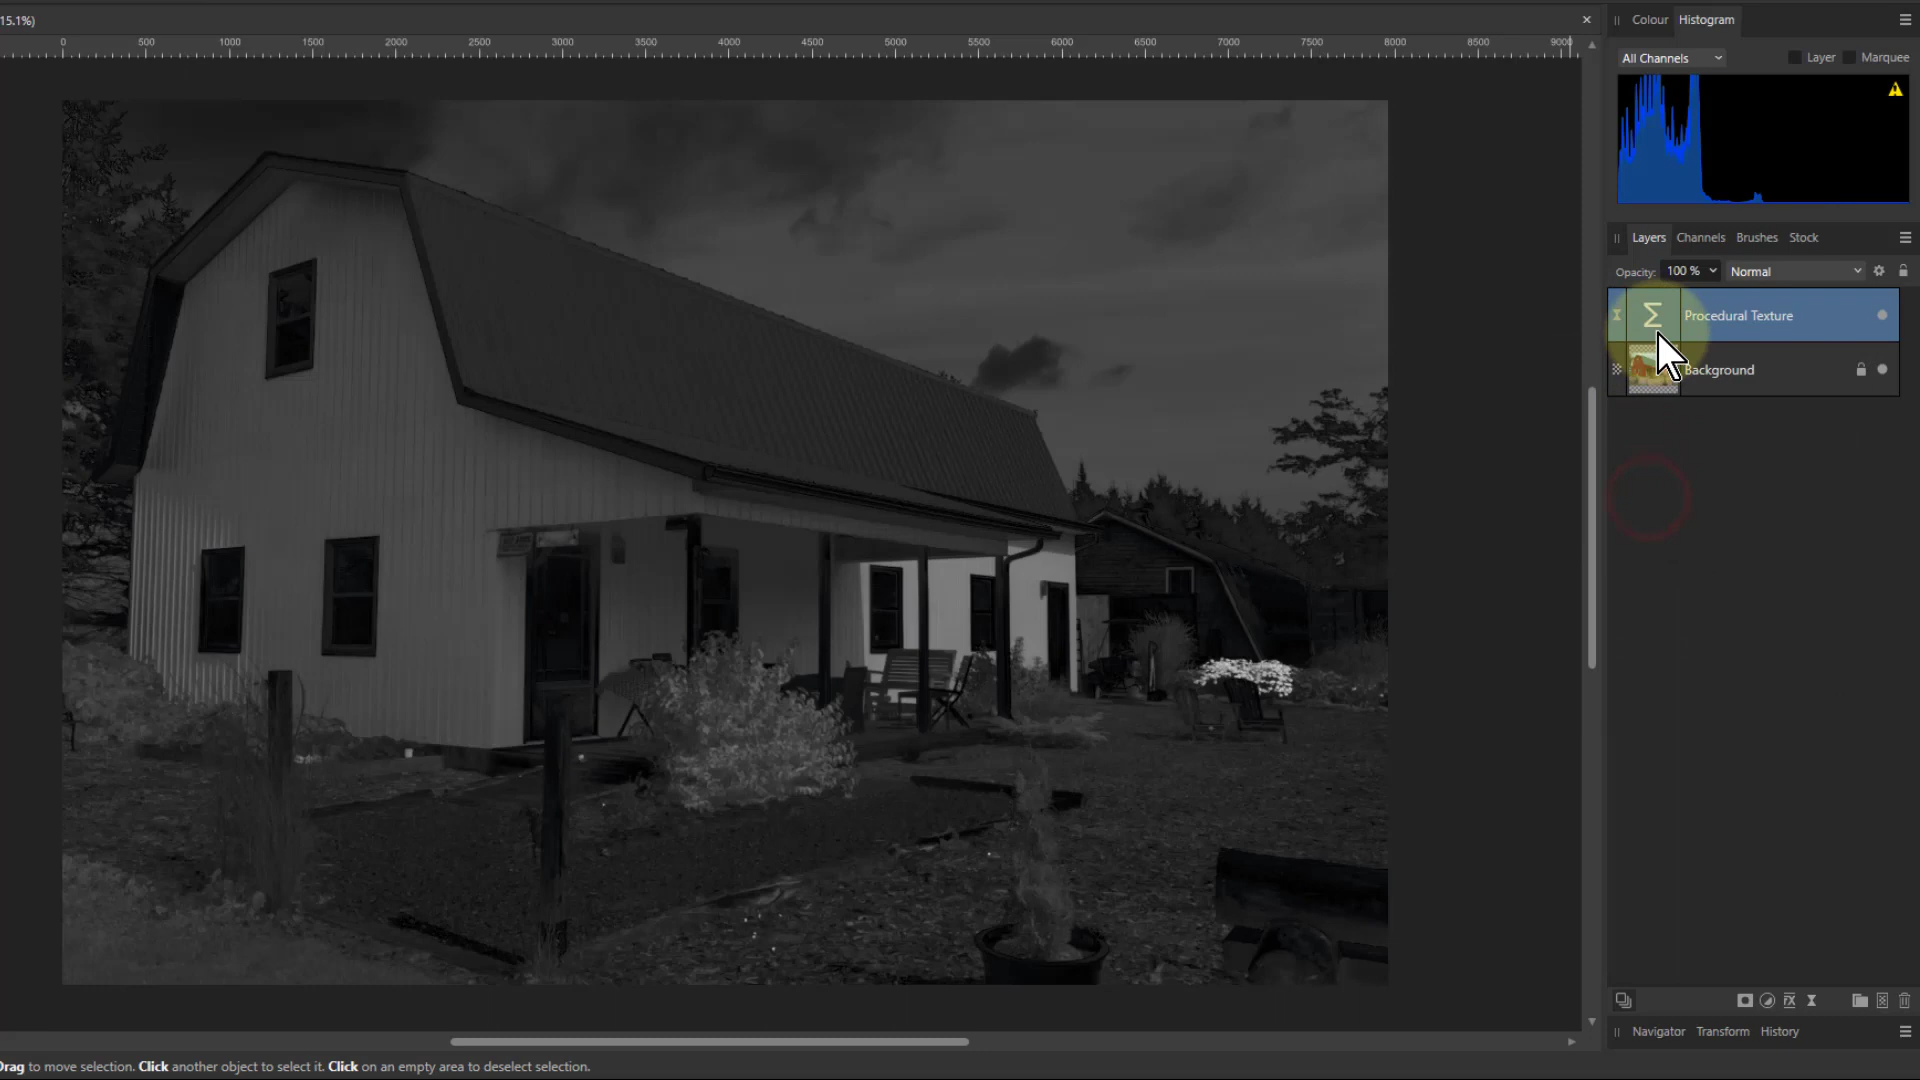 15.1%)
Colour Histogram
0 500 1000 1500 2000 2500 3000 3500 4000 4500 5000 5500 6000 6500 7000 7500 8000 8500 9000
All Channels Layer Marquee
Layers Channels Brushes Stock
Opacity: 100 % Normal
Procedural Texture
Background
Navigator Transform History
Drag to move selection. Click another object to select it. Click on an empty area to deselect selection.